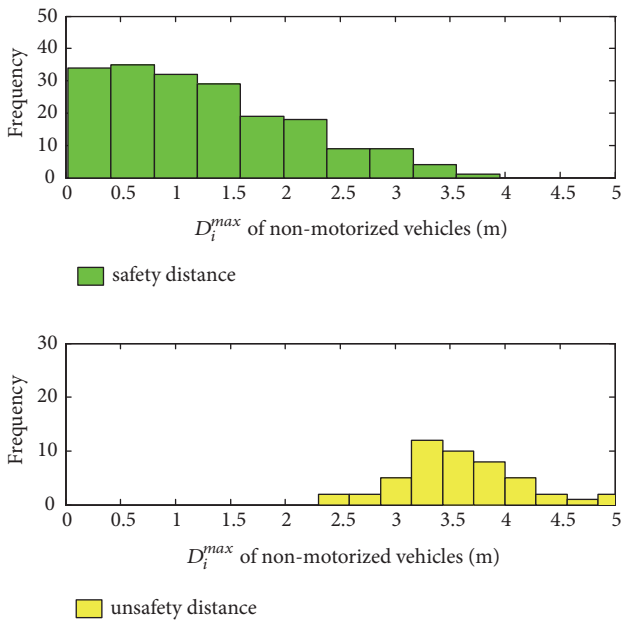 50
40
30
20
10
0
Frequency
0 0.5 1 1.5 2 2.5 3 3.5 4 4.5 5
D_i^max of non-motorized vehicles (m)
safety distance
30
20
10
0
Frequency
0 0.5 1 1.5 2 2.5 3 3.5 4 4.5 5
D_i^max of non-motorized vehicles (m)
unsafety distance